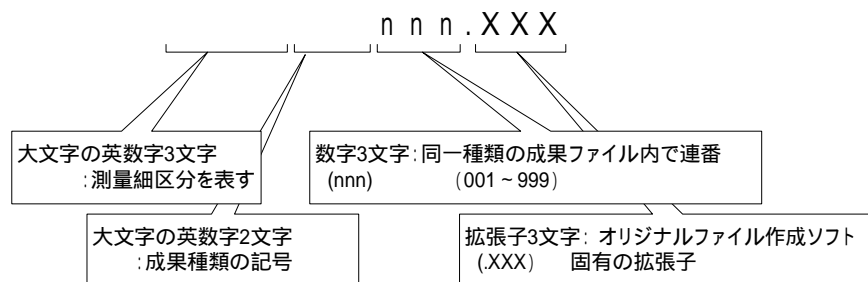 n n n . X X X
大文字の英数字3文字
:測量細区分を表す
数字3文字:同一種類の成果ファイル内で連番
(nnn) (001~999)
大文字の英数字2文字
:成果種類の記号
拡張子3文字: オリジナルファイル作成ソフト
(.XXX) 固有の拡張子